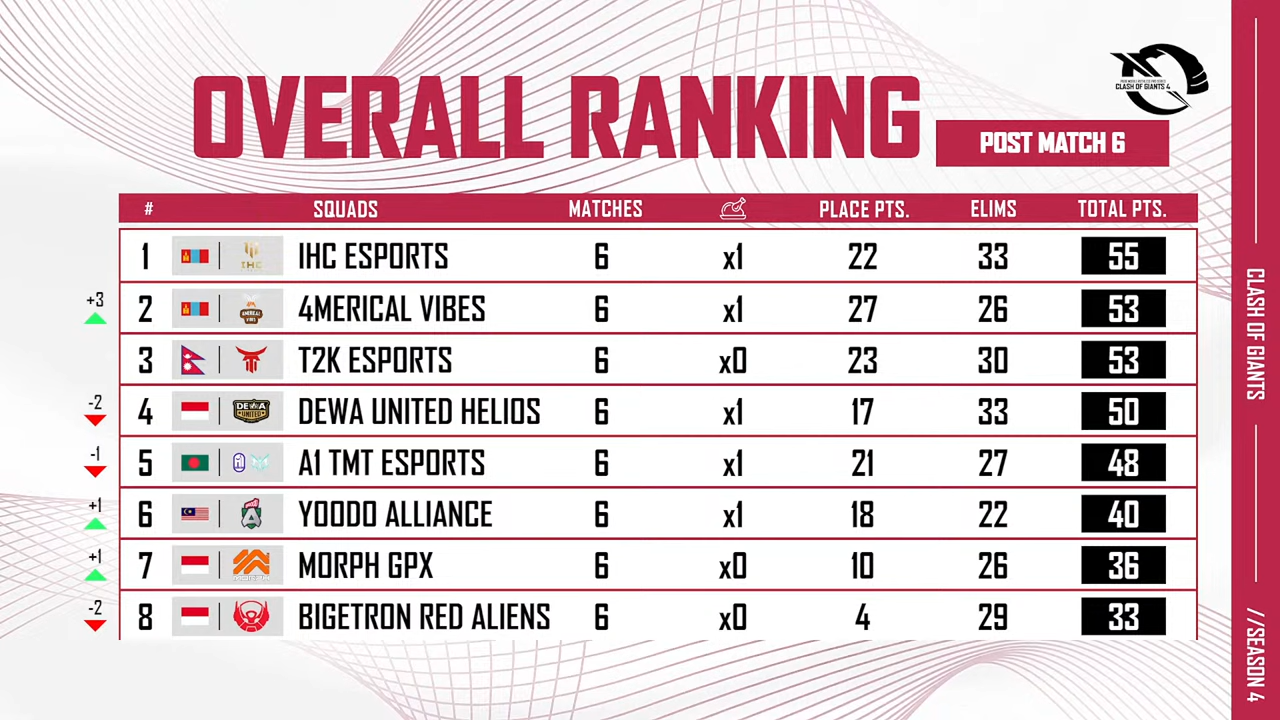 OVERALL RANKING
POST MATCH 6
CLASH OF GIANTS 4
# SQUADS MATCHES PLACE PTS. ELIMS TOTAL PTS.
1 IHC IHC ESPORTS 6 x1 22 33 55
+3 2 4MERICAL VIBES 6 x1 27 26 53
3 T2K ESPORTS 6 x0 23 30 53
-2 4 DEWA UNITED DEWA UNITED HELIOS 6 x1 17 33 50
-1 5 A1 TMT ESPORTS 6 x1 21 27 48
+1 6 YOODO ALLIANCE 6 x1 18 22 40
+1 7 MORPH MORPH GPX 6 x0 10 26 36
-2 8 BIGETRON RED ALIENS 6 x0 4 29 33
CLASH OF GIANTS
//SEASON 4